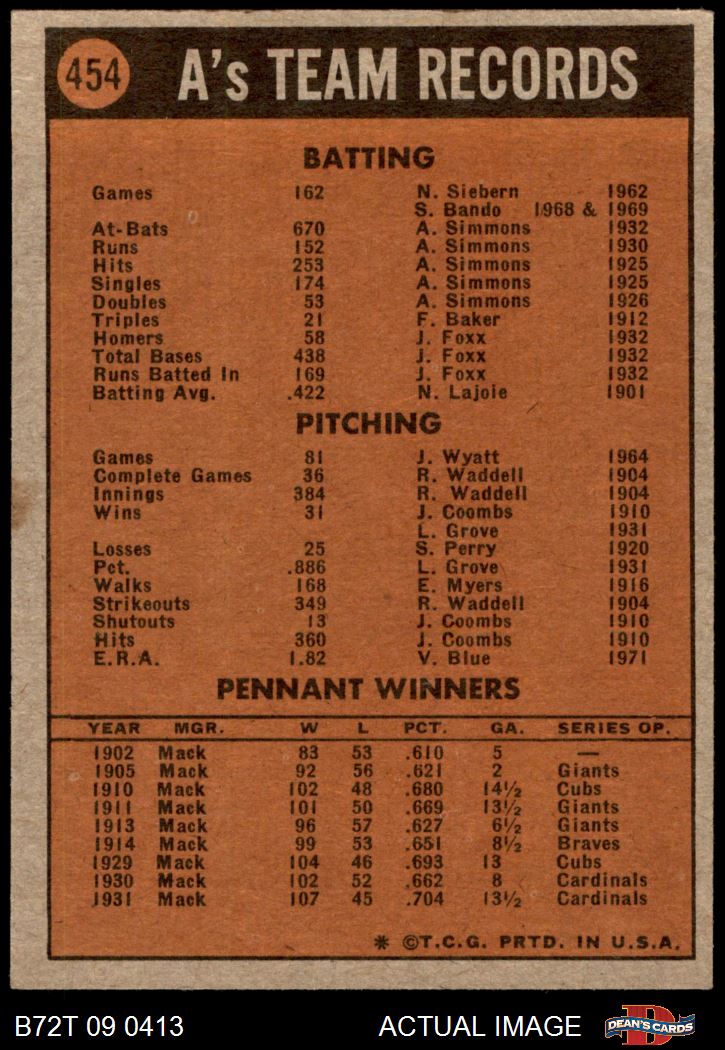 454 A's TEAM RECORDS
BATTING
Games 162 N. Siebern 1962
S. Bando 1968 & 1969
At-Bats 670 A. Simmons 1932
Runs 152 A. Simmons 1930
Hits 253 A. Simmons 1925
Singles 174 A. Simmons 1925
Doubles 53 A. Simmons 1926
Triples 21 F. Baker 1912
Homers 58 J. Foxx 1932
Total Bases 438 J. Foxx 1932
Runs Batted In 169 J. Foxx 1932
Batting Avg. .422 N. Lajoie 1901
PITCHING
Games 81 J. Wyatt 1964
Complete Games 36 R. Waddell 1904
Innings 384 R. Waddell 1904
Wins 31 J. Coombs 1910
L. Grove 1931
Losses 25 S. Perry 1920
Pct. .886 L. Grove 1931
Walks 168 E. Myers 1916
Strikeouts 349 R. Waddell 1904
Shutouts 13 J. Coombs 1910
Hits 360 J. Coombs 1910
E.R.A. 1.82 V. Blue 1971
PENNANT WINNERS
YEAR MGR. W L PCT. GA. SERIES OP.
1902 Mack 83 53 .610 5 —
1905 Mack 92 56 .621 2 Giants
1910 Mack 102 48 .680 14½ Cubs
1911 Mack 101 50 .669 13½ Giants
1913 Mack 96 57 .627 6½ Giants
1914 Mack 99 53 .651 8½ Braves
1929 Mack 104 46 .693 13 Cubs
1930 Mack 102 52 .662 8 Cardinals
1931 Mack 107 45 .704 13½ Cardinals
* ©T.C.G. PRTD. IN U.S.A.
B72T 09 0413 ACTUAL IMAGE D DEAN'S CARDS